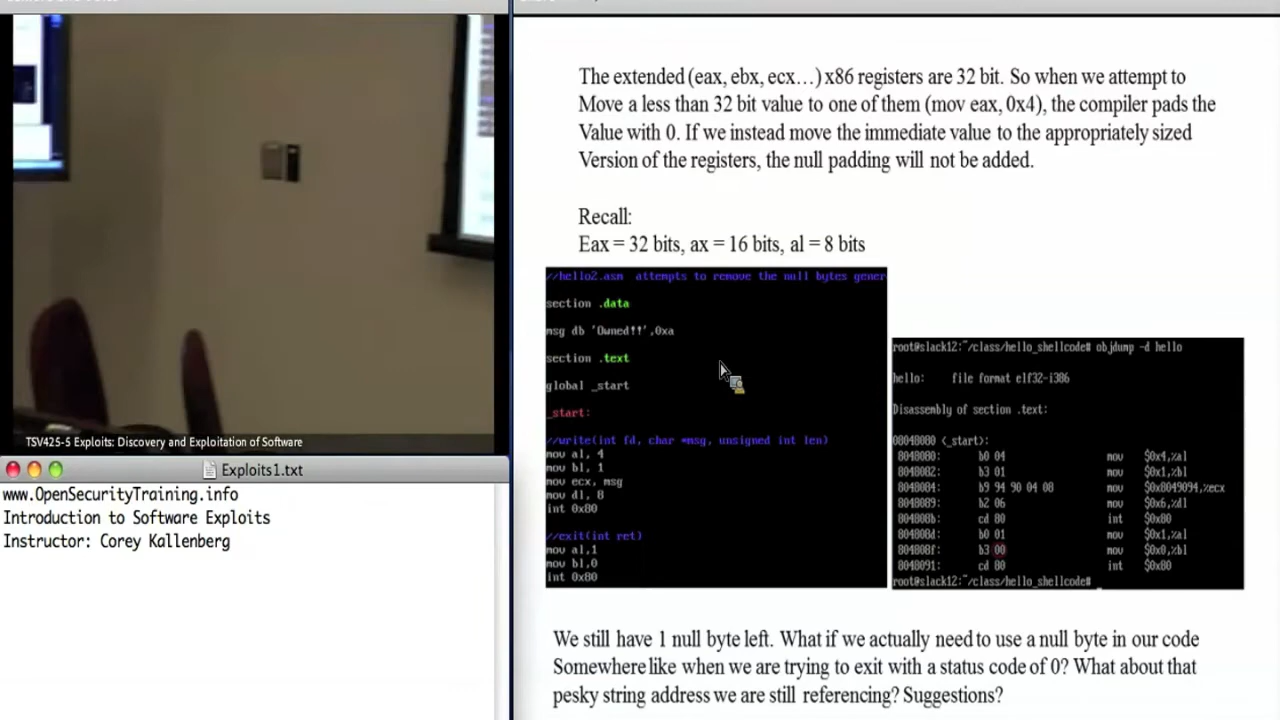 TSV425-5 Exploits: Discovery and Exploitation of Software
Exploits1.txt
www.OpenSecurityTraining.info
Introduction to Software Exploits
Instructor: Corey Kallenberg
The extended (eax, ebx, ecx…) x86 registers are 32 bit. So when we attempt to
Move a less than 32 bit value to one of them (mov eax, 0x4), the compiler pads the
Value with 0. If we instead move the immediate value to the appropriately sized
Version of the registers, the null padding will not be added.
Recall:
Eax = 32 bits, ax = 16 bits, al = 8 bits
//hello2.asm attempts to remove the null bytes gener
section .data
msg db 'Owned!!',0xa
section .text
global _start
_start:
//write(int fd, char *msg, unsigned int len)
mov al, 4
mov bl, 1
mov ecx, msg
mov dl, 8
int 0x80
//exit(int ret)
mov al,1
mov bl,0
int 0x80
root@slack12:~/class/hello_shellcode# objdump -d hello
hello: file format elf32-i386
Disassembly of section .text:
08048080 <_start>:
8048080: b0 04 mov $0x4,%al
8048082: b3 01 mov $0x1,%bl
8048084: b9 94 90 04 08 mov $0x8049094,%ecx
8048089: b2 06 mov $0x6,%dl
804808b: cd 80 int $0x80
804808d: b0 01 mov $0x1,%al
804808f: b3 00 mov $0x0,%bl
8048091: cd 80 int $0x80
root@slack12:~/class/hello_shellcode#
We still have 1 null byte left. What if we actually need to use a null byte in our code
Somewhere like when we are trying to exit with a status code of 0? What about that
pesky string address we are still referencing? Suggestions?